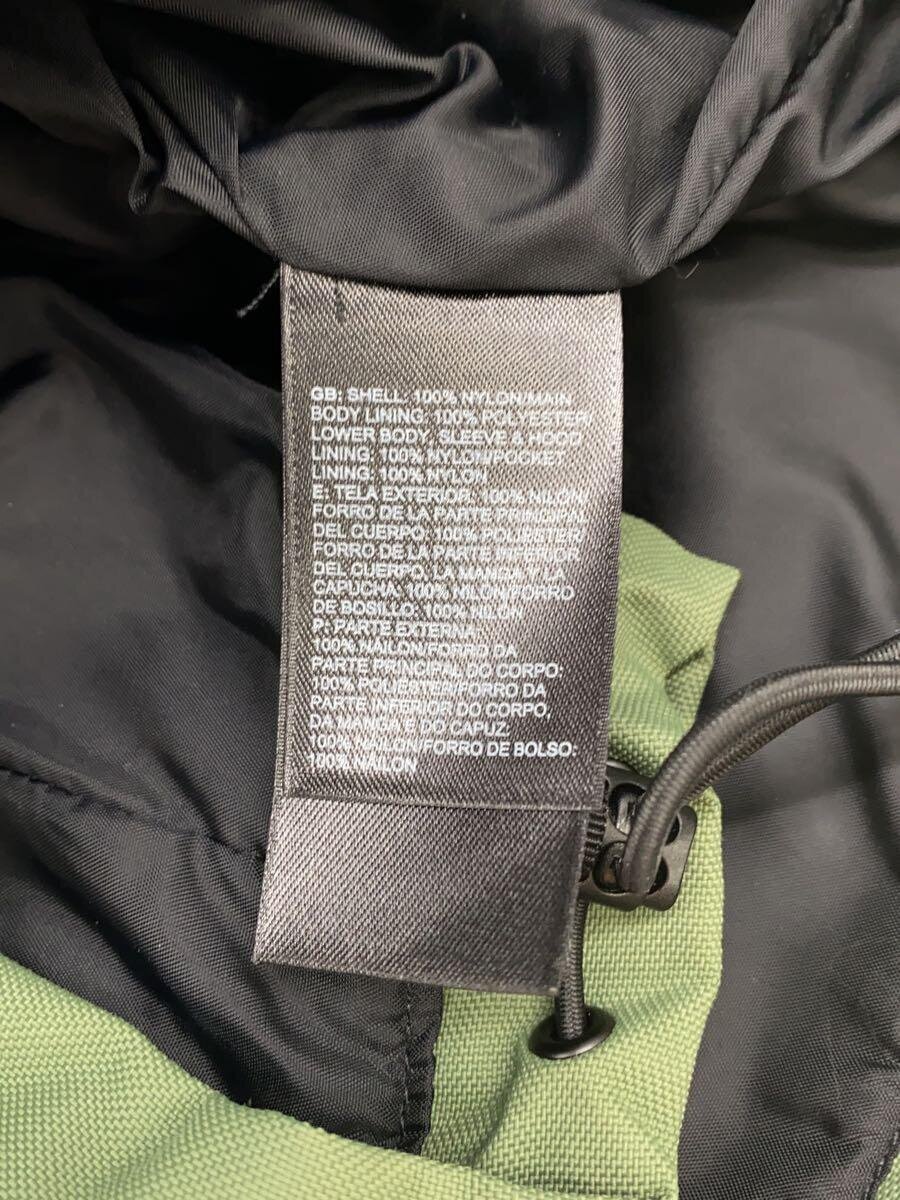 GB: SHELL: 100% NYLON/MAIN
BODY LINING: 100% POLYESTER
LOWER BODY, SLEEVE & HOOD
LINING: 100% NYLON/POCKET
LINING: 100% NYLON
E: TELA EXTERIOR: 100% NILON/
FORRO DE LA PARTE PRINCIPAL
DEL CUERPO: 100% POLIESTER/
FORRO DE LA PARTE INFERIOR
DEL CUERPO, LA MANGA Y LA
CAPUCHA: 100% NILON/FORRO
DE BOSILLO: 100% NILON
P: PARTE EXTERNA:
100% NAILON/FORRO DA
PARTE PRINCIPAL DO CORPO:
100% POLIESTER/FORRO DA
PARTE INFERIOR DO CORPO,
DA MANGA E DO CAPUZ:
100% NAILON/FORRO DE BOLSO:
100% NAILON